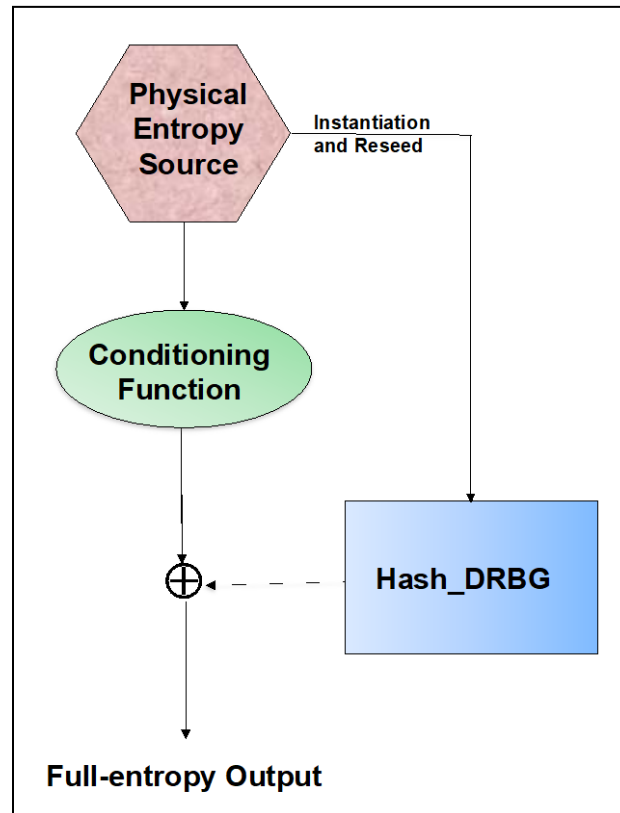 Physical
Entropy
Source
Instantiation
and Reseed
Conditioning
Function
Hash_DRBG
Full-entropy Output